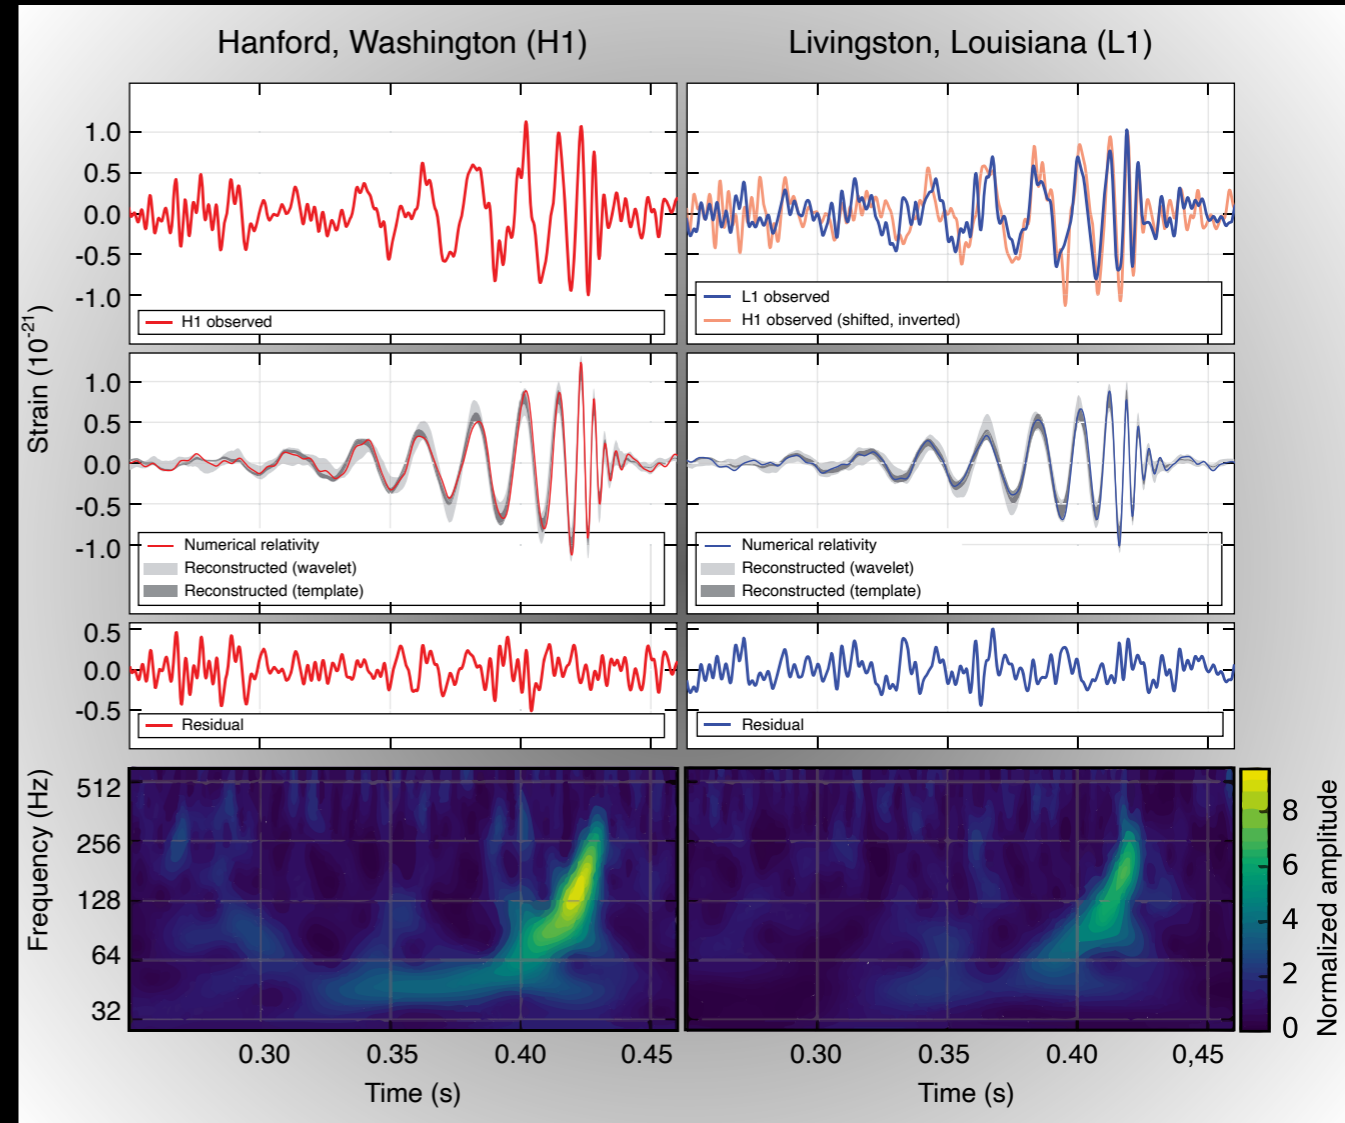 Hanford, Washington (H1)
Livingston, Louisiana (L1)
Strain (10-21)
1.0
0.5
0.0
-0.5
-1.0
H1 observed
L1 observed
H1 observed (shifted, inverted)
1.0
0.5
0.0
-0.5
-1.0
Numerical relativity
Reconstructed (wavelet)
Reconstructed (template)
Numerical relativity
Reconstructed (wavelet)
Reconstructed (template)
0.5
0.0
-0.5
Residual
Residual
Frequency (Hz)
512
256
128
64
32
0.30 0.35 0.40 0.45
Time (s)
0.30 0.35 0.40 0,45
Time (s)
8
6
4
2
0
Normalized amplitude